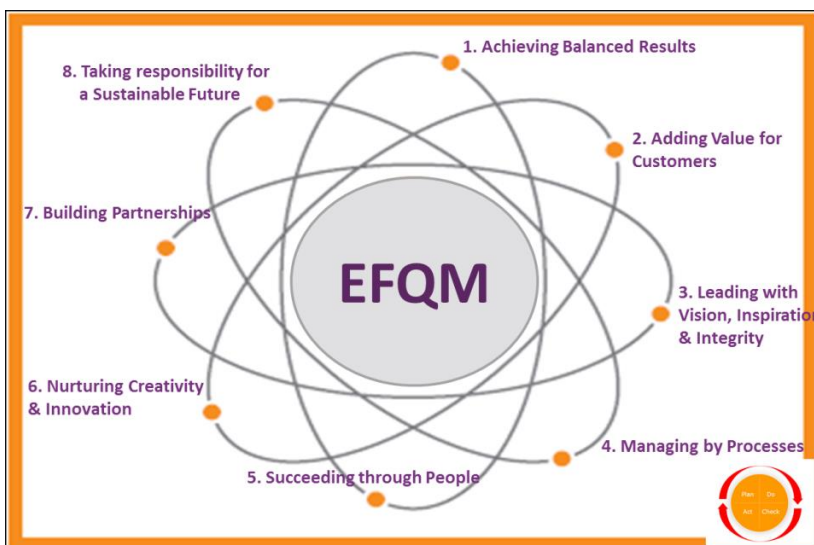 1. Achieving Balanced Results
8. Taking responsibility for
a Sustainable Future
2. Adding Value for
Customers
7. Building Partnerships
EFQM
3. Leading with
Vision, Inspiration
& Integrity
6. Nurturing Creativity
& Innovation
4. Managing by Processes
5. Succeeding through People
Plan Do
Act Check